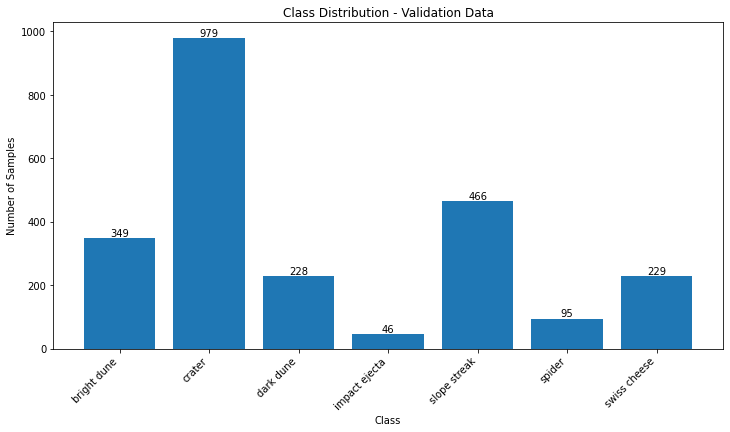 Class Distribution - Validation Data
Number of Samples
1000
800
600
400
200
0
349
979
228
46
466
95
229
bright dune
crater
dark dune
impact ejecta
slope streak
spider
swiss cheese
Class